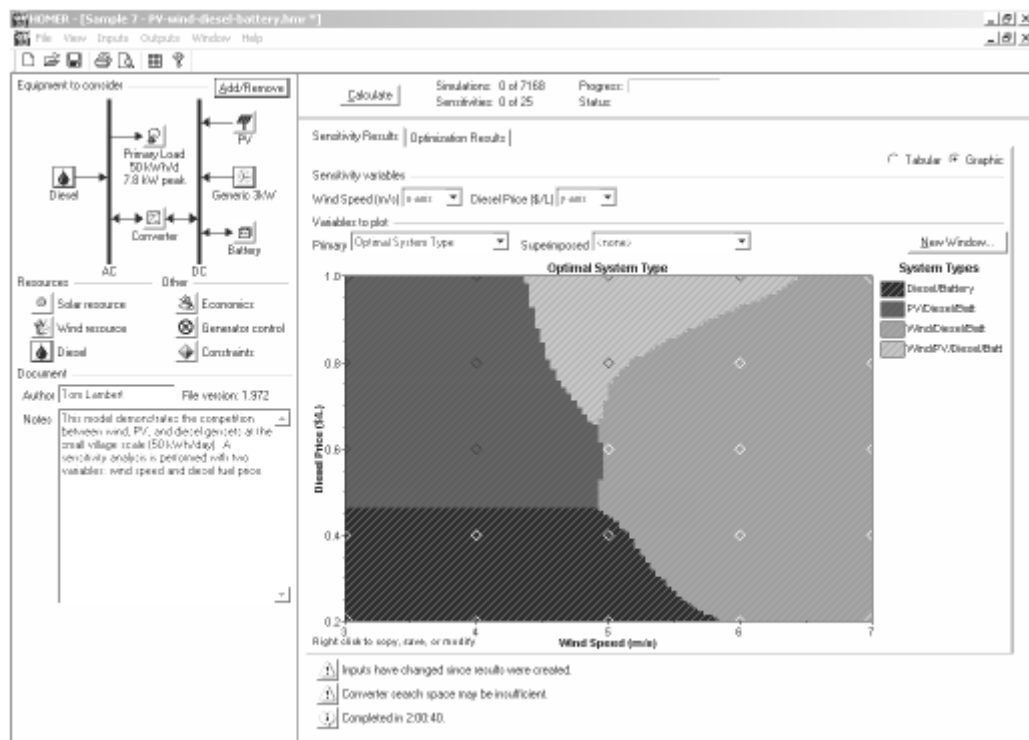 HOMER - [Sample 7 - PV-wind-diesel-battery.hmr *]
File View Inputs Outputs Window Help
Equipment to consider
Add/Remove
Primary Load
50 kWh/d
7.8 kW peak
PV
Diesel
Generic 3kW
Converter
Battery
AC DC
Resources Other
Solar resource Economics
Wind resource Generator control
Diesel Constraints
Document
Author Tom Lambert File version: 1.972
Notes This model demonstrates the competition
between wind, PV, and diesel gensets at the
small village scale (50 kWh/day). A
sensitivity analysis is performed with two
variables: wind speed and diesel fuel price.
Calculate
Simulations: 0 of 7168 Progress:
Sensitivities: 0 of 25 Status:
Sensitivity Results Optimization Results
Tabular Graphic
Sensitivity variables
Wind Speed (m/s) x-axis Diesel Price ($/L) y-axis
Variables to plot
Primary Optimal System Type Superimposed <none>
New Window...
Optimal System Type
System Types
Diesel/Battery
PV/Diesel/Batt
Wind/Diesel/Batt
Wind/PV/Diesel/Batt
1.0
0.8
0.6
0.4
0.2
Diesel Price ($/L)
3 4 5 6 7
Wind Speed (m/s)
Right click to copy, save, or modify
Inputs have changed since results were created.
Converter search space may be insufficient.
Completed in 2:00:40.